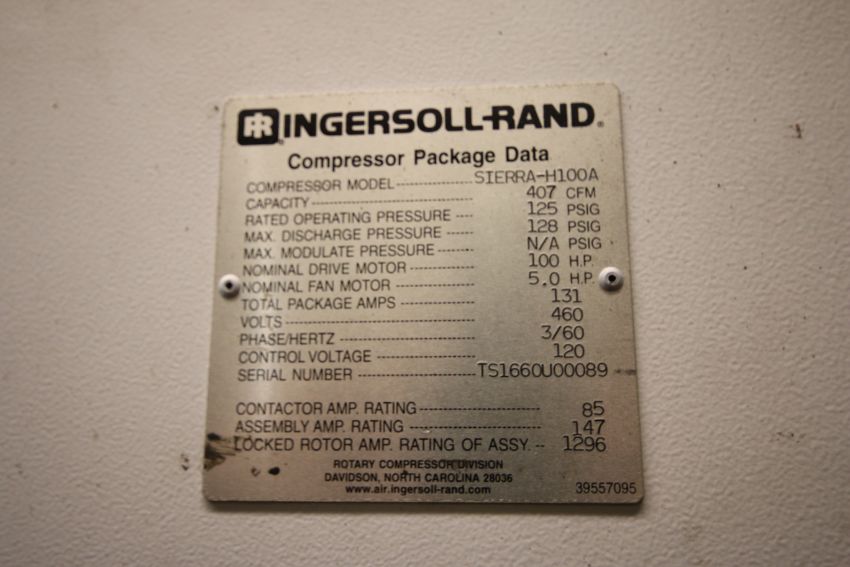 IR INGERSOLL-RAND®
Compressor Package Data
COMPRESSOR MODEL SIERRA-H100A
CAPACITY 407 CFM
RATED OPERATING PRESSURE 125 PSIG
MAX. DISCHARGE PRESSURE 128 PSIG
MAX. MODULATE PRESSURE N/A PSIG
NOMINAL DRIVE MOTOR 100 H.P.
NOMINAL FAN MOTOR 5.0 H.P.
TOTAL PACKAGE AMPS 131
VOLTS 460
PHASE/HERTZ 3/60
CONTROL VOLTAGE 120
SERIAL NUMBER TS1660U00089
CONTACTOR AMP. RATING 85
ASSEMBLY AMP. RATING 147
LOCKED ROTOR AMP. RATING OF ASSY. 1296
ROTARY COMPRESSOR DIVISION
DAVIDSON, NORTH CAROLINA 28036
www.air.ingersoll-rand.com 39557095